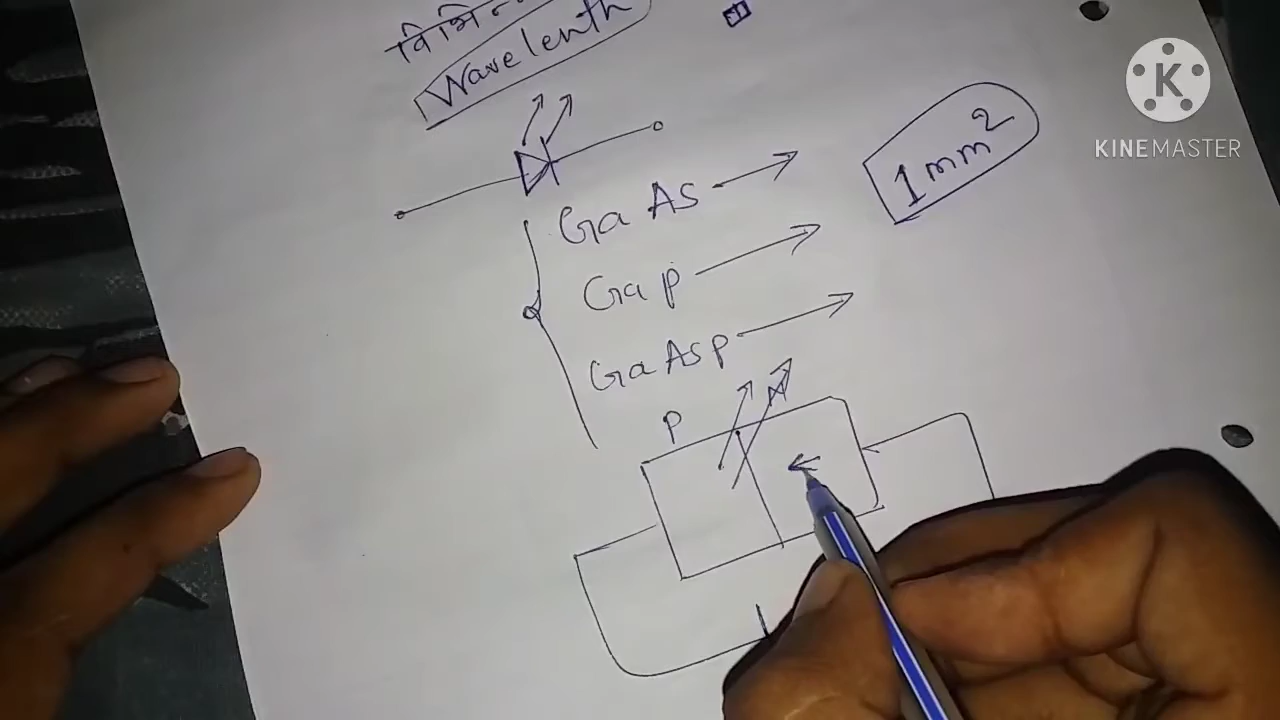 विभिन्न
Wavelenth
1mm²
Ga As
Ga P
Ga As P
P N
K
KINEMASTER